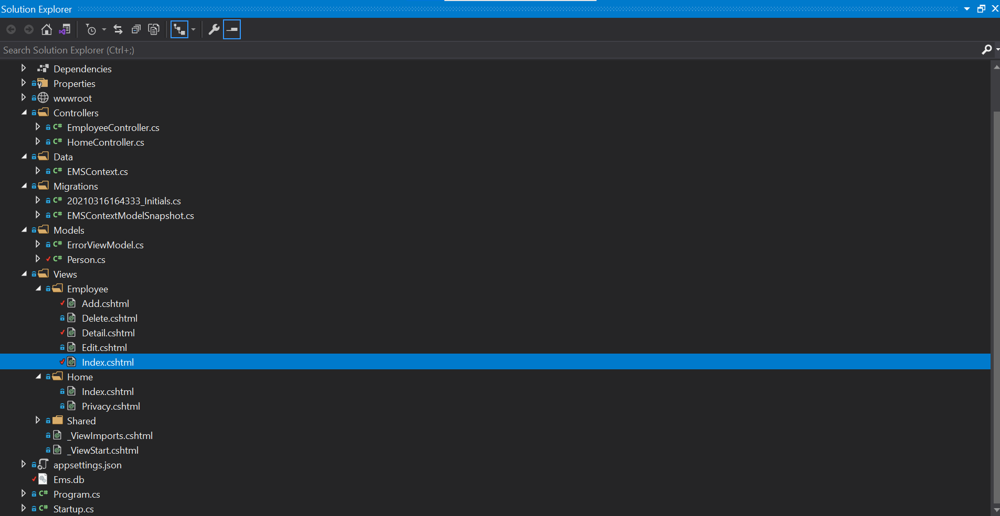 Solution Explorer
Search Solution Explorer (Ctrl+;)
Dependencies
Properties
wwwroot
Controllers
C# EmployeeController.cs
C# HomeController.cs
Data
C# EMSContext.cs
Migrations
C# 20210316164333_Initials.cs
C# EMSContextModelSnapshot.cs
Models
C# ErrorViewModel.cs
C# Person.cs
Views
Employee
@ Add.cshtml
@ Delete.cshtml
@ Detail.cshtml
@ Edit.cshtml
@ Index.cshtml
Home
@ Index.cshtml
@ Privacy.cshtml
Shared
@ _ViewImports.cshtml
@ _ViewStart.cshtml
appsettings.json
Ems.db
C# Program.cs
C# Startup.cs